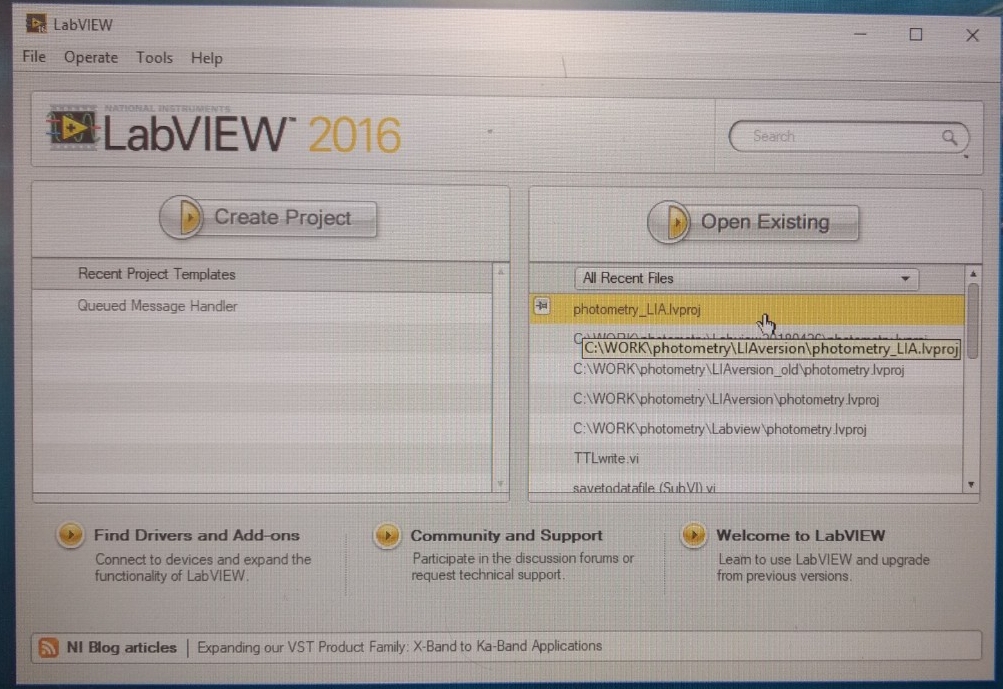 LabVIEW
File Operate Tools Help
NATIONAL INSTRUMENTS
LabVIEW™ 2016
Search
Create Project
Open Existing
Recent Project Templates
Queued Message Handler
All Recent Files
photometry_LIA.lvproj
C:\WORK\photometry\LIAversion\photometry_LIA.lvproj
C:\WORK\photometry\LIAversion_old\photometry.lvproj
C:\WORK\photometry\LIAversion\photometry.lvproj
C:\WORK\photometry\Labview\photometry.lvproj
TTLwrite.vi
savetodatafile (SubVI).vi
Find Drivers and Add-ons
Connect to devices and expand the
functionality of LabVIEW.
Community and Support
Participate in the discussion forums or
request technical support.
Welcome to LabVIEW
Learn to use LabVIEW and upgrade
from previous versions.
NI Blog articles | Expanding our VST Product Family: X-Band to Ka-Band Applications